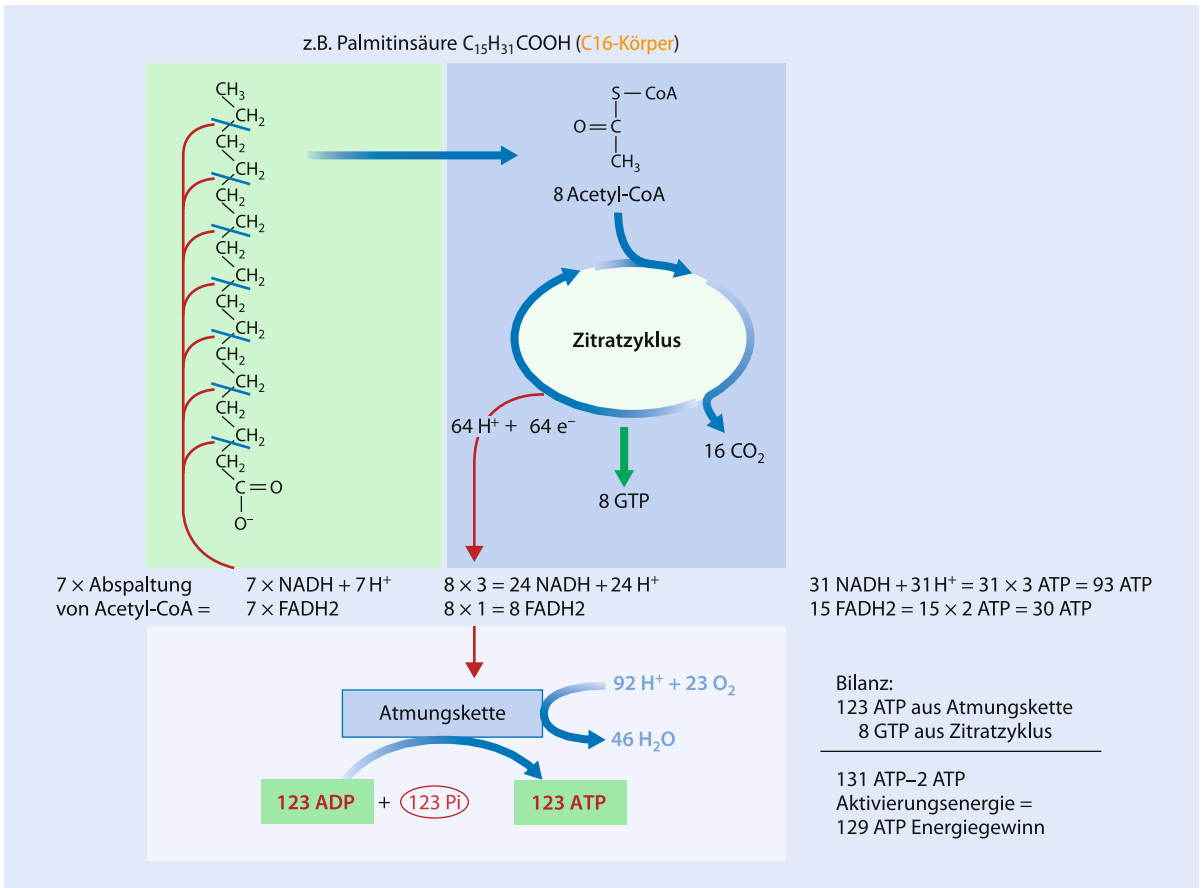 z.B. Palmitinsäure C₁₅H₃₁COOH (C16-Körper)
CH₃
CH₂
CH₂
CH₂
CH₂
CH₂
CH₂
CH₂
CH₂
CH₂
CH₂
CH₂
CH₂
CH₂
CH₂
C=O
O⁻
S — CoA
O=C
CH₃
8 Acetyl-CoA
Zitratzyklus
64 H⁺ + 64 e⁻
16 CO₂
8 GTP
7 × Abspaltung
von Acetyl-CoA =
7 × NADH + 7 H⁺
7 × FADH2
8 × 3 = 24 NADH + 24 H⁺
8 × 1 = 8 FADH2
31 NADH + 31 H⁺ = 31 × 3 ATP = 93 ATP
15 FADH2 = 15 × 2 ATP = 30 ATP
Atmungskette
92 H⁺ + 23 O₂
46 H₂O
123 ADP + 123 Pi
123 ATP
Bilanz:
123 ATP aus Atmungskette
8 GTP aus Zitratzyklus
131 ATP–2 ATP
Aktivierungsenergie =
129 ATP Energiegewinn